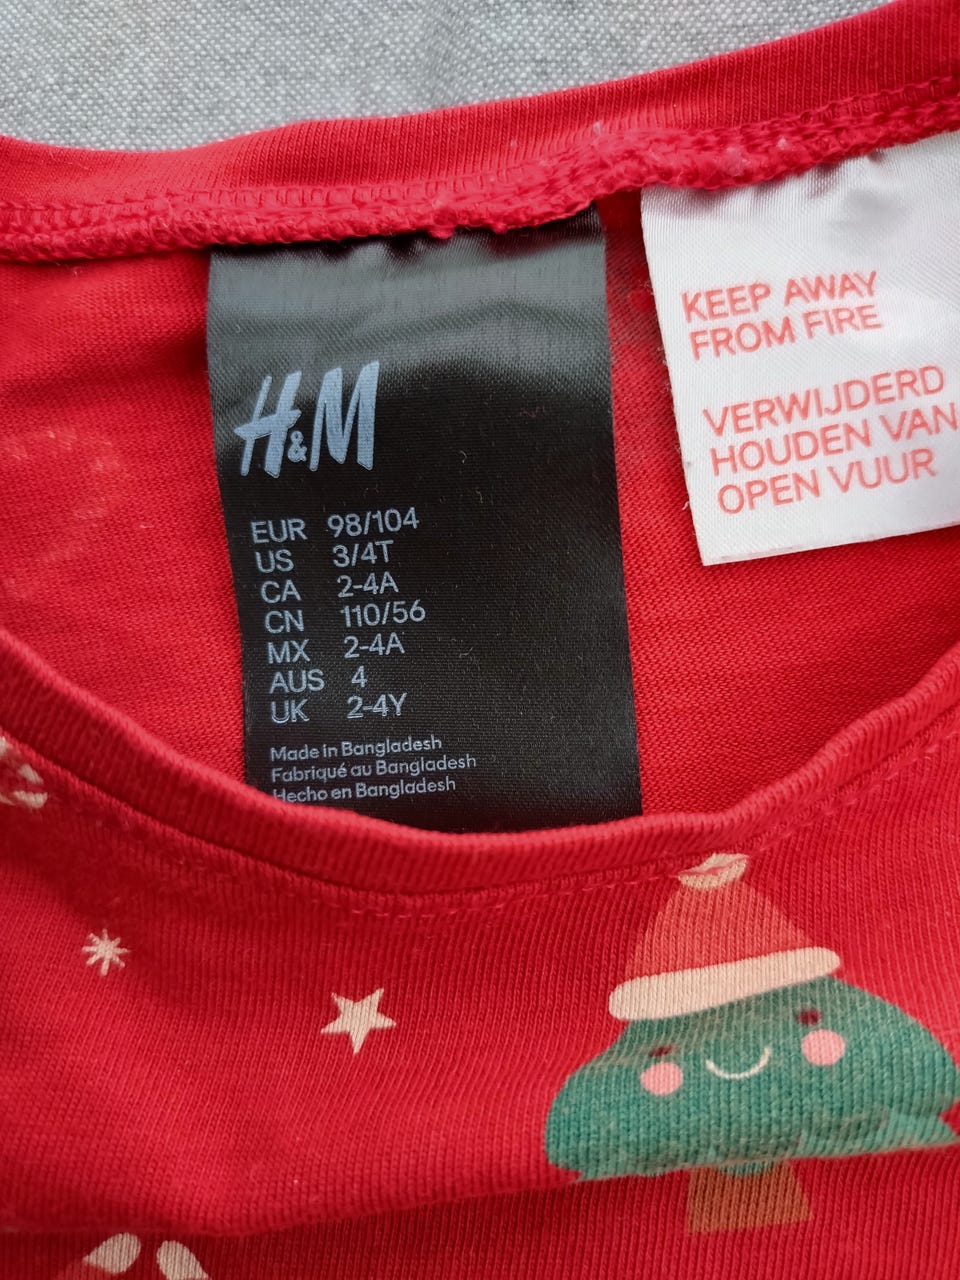 H&M
EUR 98/104
US 3/4T
CA 2-4A
CN 110/56
MX 2-4A
AUS 4
UK 2-4Y
Made in Bangladesh
Fabriqué au Bangladesh
Hecho en Bangladesh
KEEP AWAY
FROM FIRE
VERWIJDERD
HOUDEN VAN
OPEN VUUR